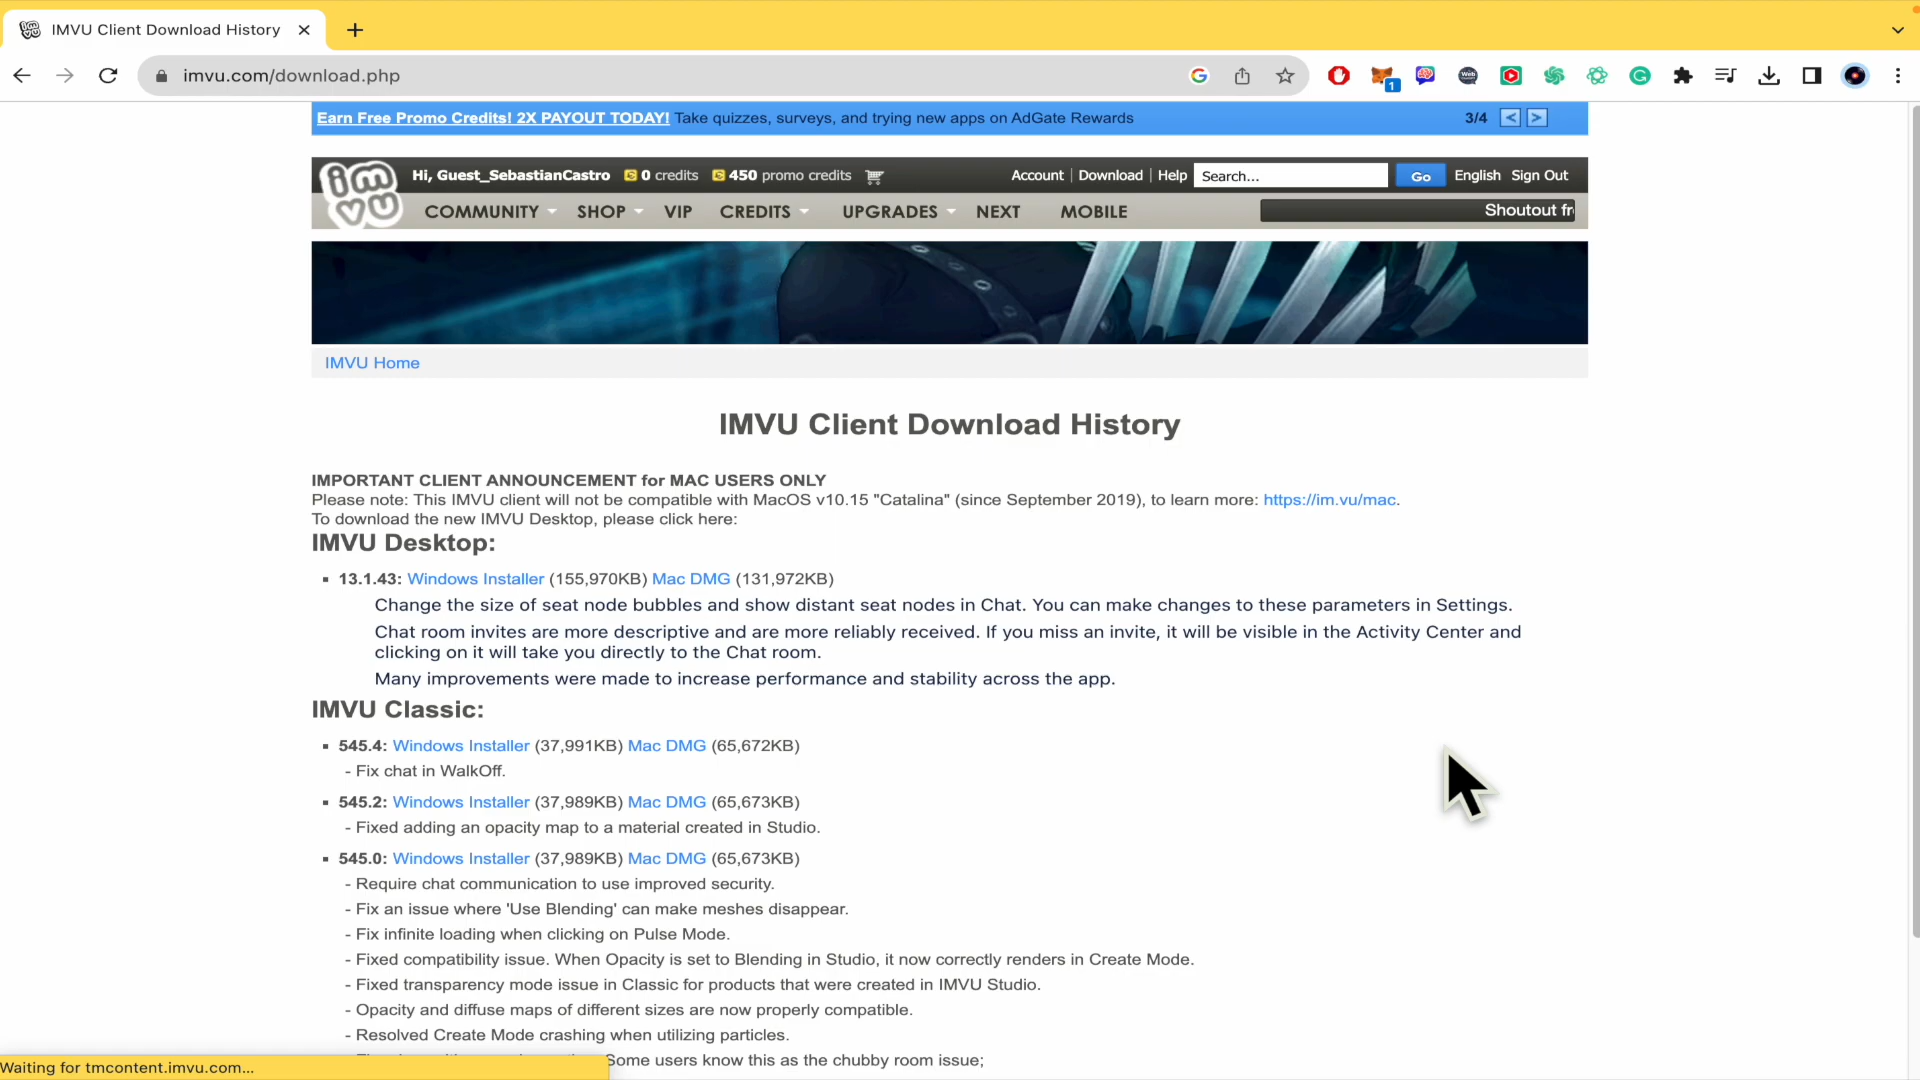 IMVU Client Download History
imvu.com/download.php
1
Earn Free Promo Credits! 2X PAYOUT TODAY! Take quizzes, surveys, and trying new apps on AdGate Rewards 3/4 < >
imvu
Hi, Guest_SebastianCastro 0 credits 450 promo credits Account | Download | Help Search... Go English Sign Out
COMMUNITY SHOP VIP CREDITS UPGRADES NEXT MOBILE Shoutout fr
IMVU Home
IMVU Client Download History
IMPORTANT CLIENT ANNOUNCEMENT for MAC USERS ONLY
Please note: This IMVU client will not be compatible with MacOS v10.15 "Catalina" (since September 2019), to learn more: https://im.vu/mac.
To download the new IMVU Desktop, please click here:
IMVU Desktop:
▪ 13.1.43: Windows Installer (155,970KB) Mac DMG (131,972KB)
Change the size of seat node bubbles and show distant seat nodes in Chat. You can make changes to these parameters in Settings.
Chat room invites are more descriptive and are more reliably received. If you miss an invite, it will be visible in the Activity Center and
clicking on it will take you directly to the Chat room.
Many improvements were made to increase performance and stability across the app.
IMVU Classic:
▪ 545.4: Windows Installer (37,991KB) Mac DMG (65,672KB)
- Fix chat in WalkOff.
▪ 545.2: Windows Installer (37,989KB) Mac DMG (65,673KB)
- Fixed adding an opacity map to a material created in Studio.
▪ 545.0: Windows Installer (37,989KB) Mac DMG (65,673KB)
- Require chat communication to use improved security.
- Fix an issue where 'Use Blending' can make meshes disappear.
- Fix infinite loading when clicking on Pulse Mode.
- Fixed compatibility issue. When Opacity is set to Blending in Studio, it now correctly renders in Create Mode.
- Fixed transparency mode issue in Classic for products that were created in IMVU Studio.
- Opacity and diffuse maps of different sizes are now properly compatible.
- Resolved Create Mode crashing when utilizing particles.
Some users know this as the chubby room issue;
Waiting for tmcontent.imvu.com...